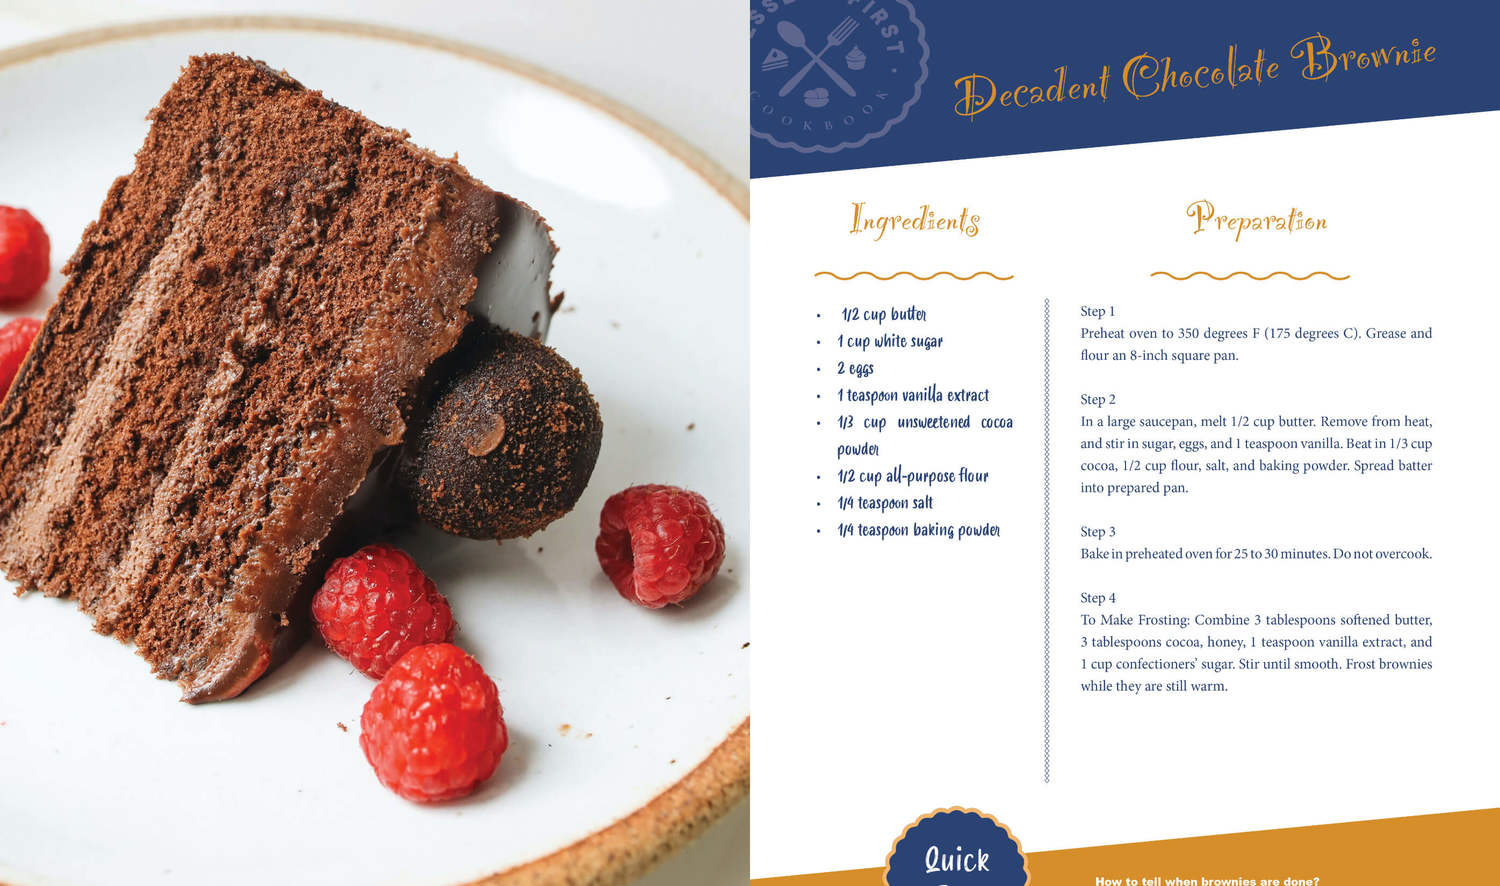 FIRST
COOKBOOK
Decadent Chocolate Brownie
Ingredients
• 1/2 cup butter
• 1 cup white sugar
• 2 eggs
• 1 teaspoon vanilla extract
• 1/3 cup unsweetened cocoa
powder
• 1/2 cup all-purpose flour
• 1/4 teaspoon salt
• 1/4 teaspoon baking powder
Preparation
Step 1
Preheat oven to 350 degrees F (175 degrees C). Grease and
flour an 8-inch square pan.
Step 2
In a large saucepan, melt 1/2 cup butter. Remove from heat,
and stir in sugar, eggs, and 1 teaspoon vanilla. Beat in 1/3 cup
cocoa, 1/2 cup flour, salt, and baking powder. Spread batter
into prepared pan.
Step 3
Bake in preheated oven for 25 to 30 minutes. Do not overcook.
Step 4
To Make Frosting: Combine 3 tablespoons softened butter,
3 tablespoons cocoa, honey, 1 teaspoon vanilla extract, and
1 cup confectioners’ sugar. Stir until smooth. Frost brownies
while they are still warm.
Quick
How to tell when brownies are done?